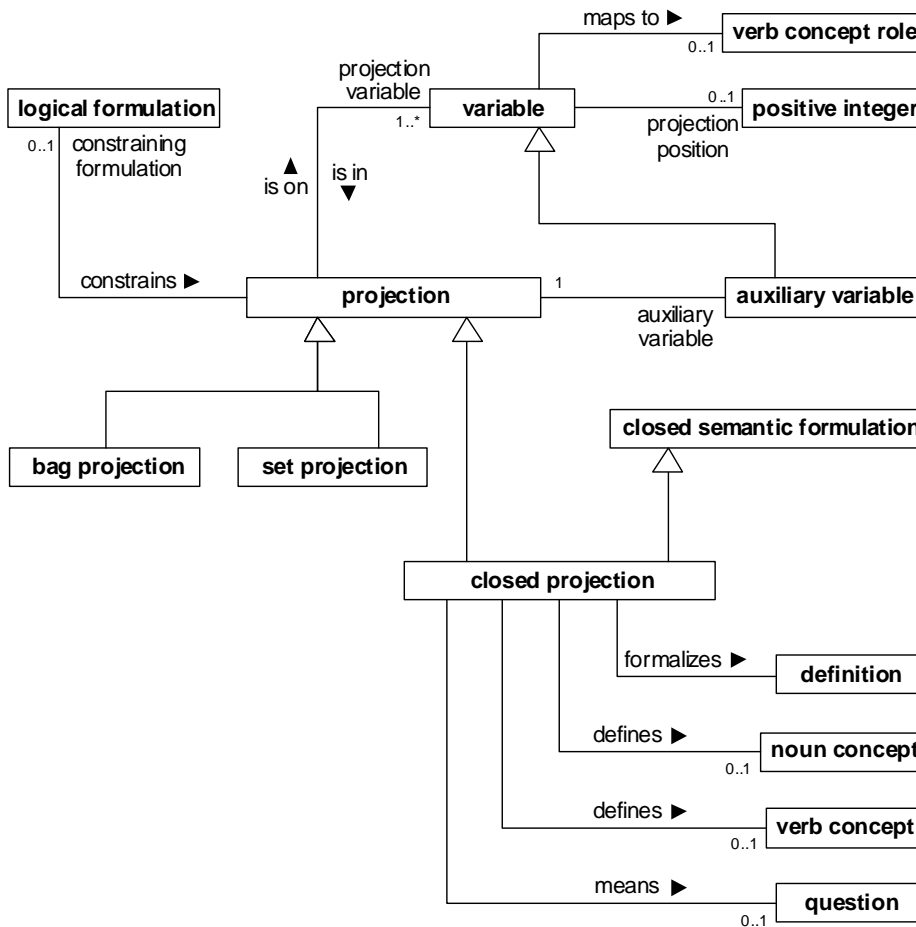 maps to ▶
verb concept role
0..1
projection
variable
logical formulation
variable
0..1
positive integer
1..*
projection
position
0..1
constraining
formulation
▲
is on
is in
▼
constrains ▶
projection
1
auxiliary variable
auxiliary
variable
closed semantic formulation
bag projection
set projection
closed projection
formalizes ▶
definition
defines ▶
noun concept
0..1
defines ▶
verb concept
0..1
means ▶
question
0..1